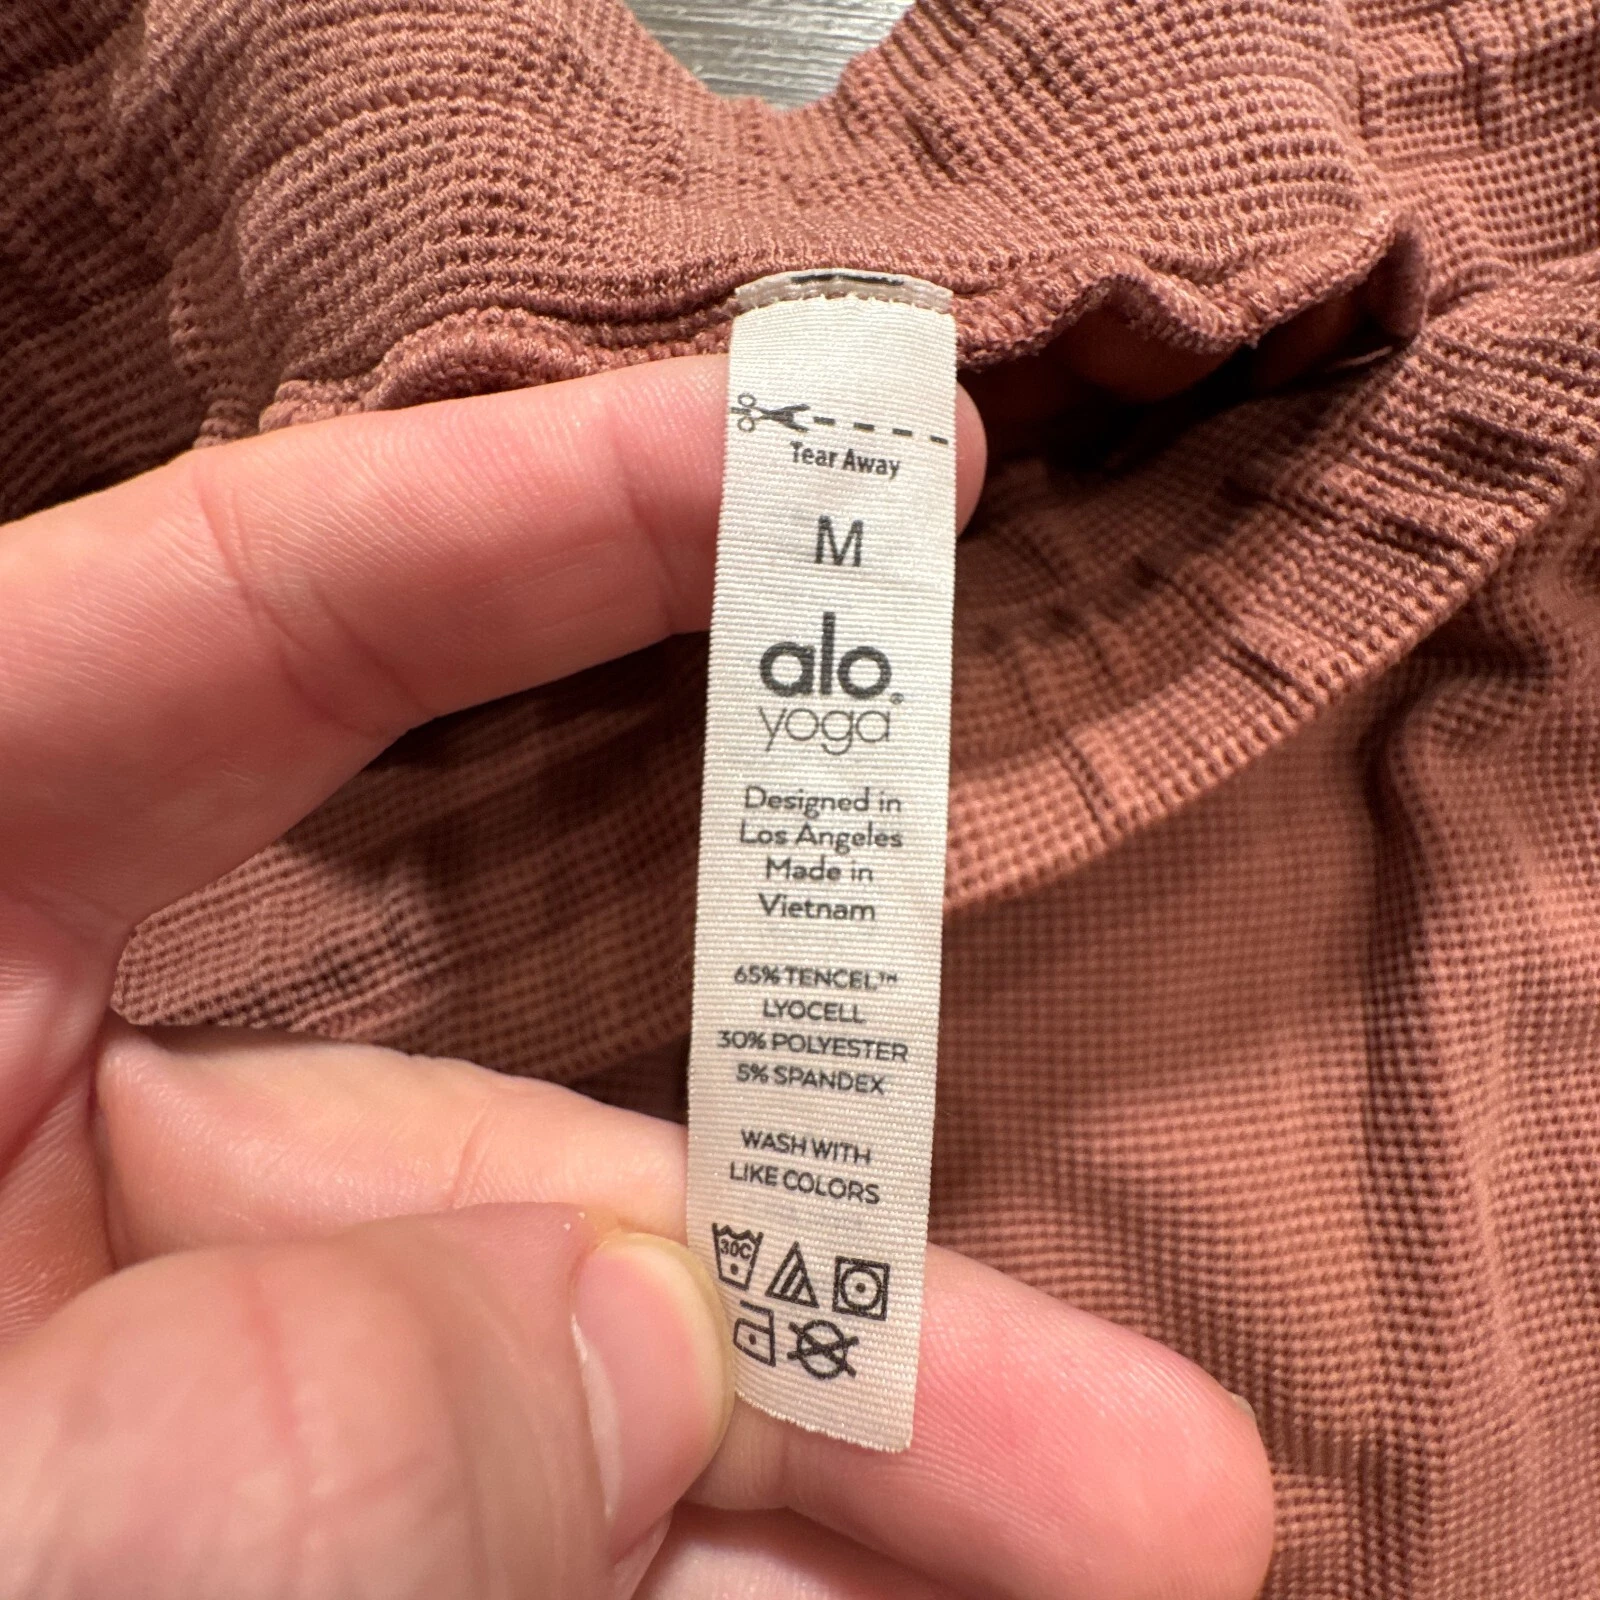 Tear Away
M
alo®
yoga
Designed in
Los Angeles
Made in
Vietnam
65% TENCEL™
LYOCELL
30% POLYESTER
5% SPANDEX
WASH WITH
LIKE COLORS
30C